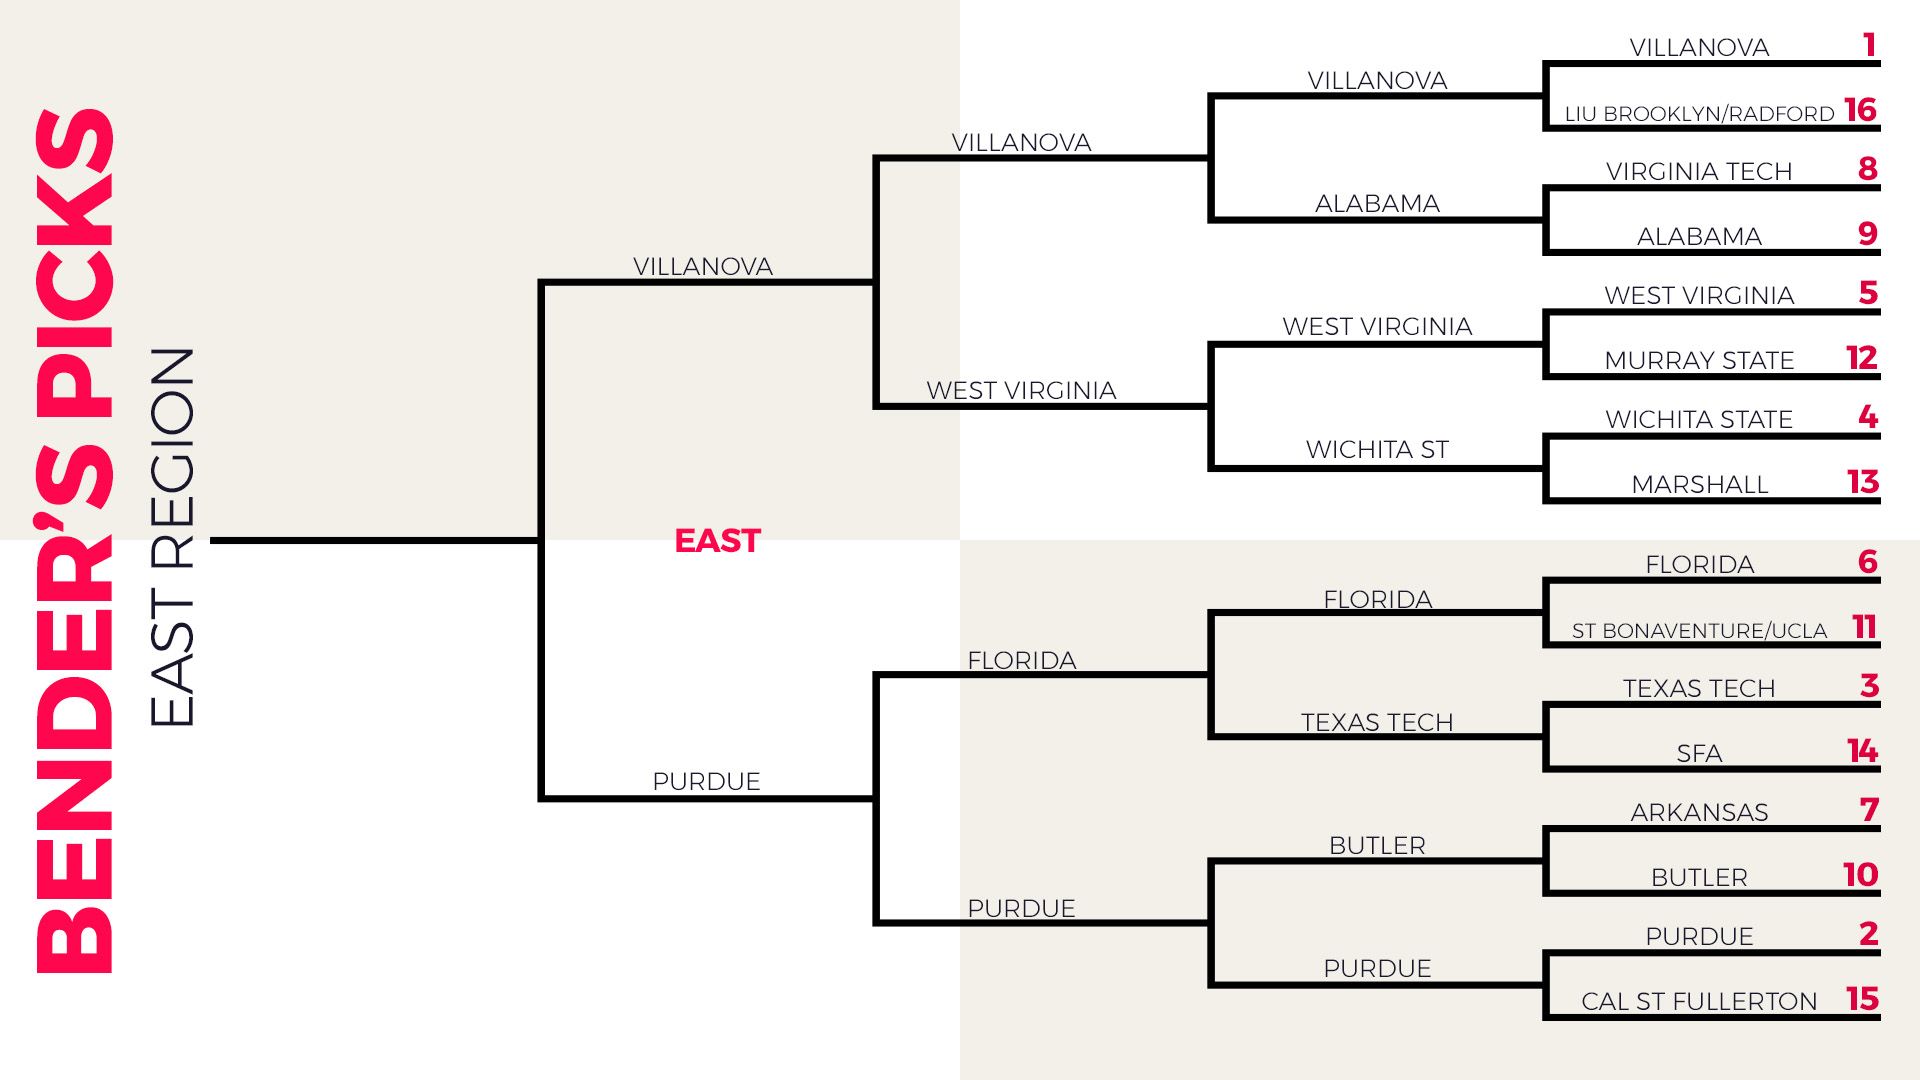 BENDER'S PICKS
EAST REGION
VILLANOVA 1
LIU BROOKLYN/RADFORD 16
VIRGINIA TECH 8
ALABAMA 9
WEST VIRGINIA 5
MURRAY STATE 12
WICHITA STATE 4
MARSHALL 13
FLORIDA 6
ST BONAVENTURE/UCLA 11
TEXAS TECH 3
SFA 14
ARKANSAS 7
BUTLER 10
PURDUE 2
CAL ST FULLERTON 15
VILLANOVA
ALABAMA
WEST VIRGINIA
WICHITA ST
FLORIDA
TEXAS TECH
BUTLER
PURDUE
VILLANOVA
WEST VIRGINIA
FLORIDA
PURDUE
VILLANOVA
PURDUE
EAST